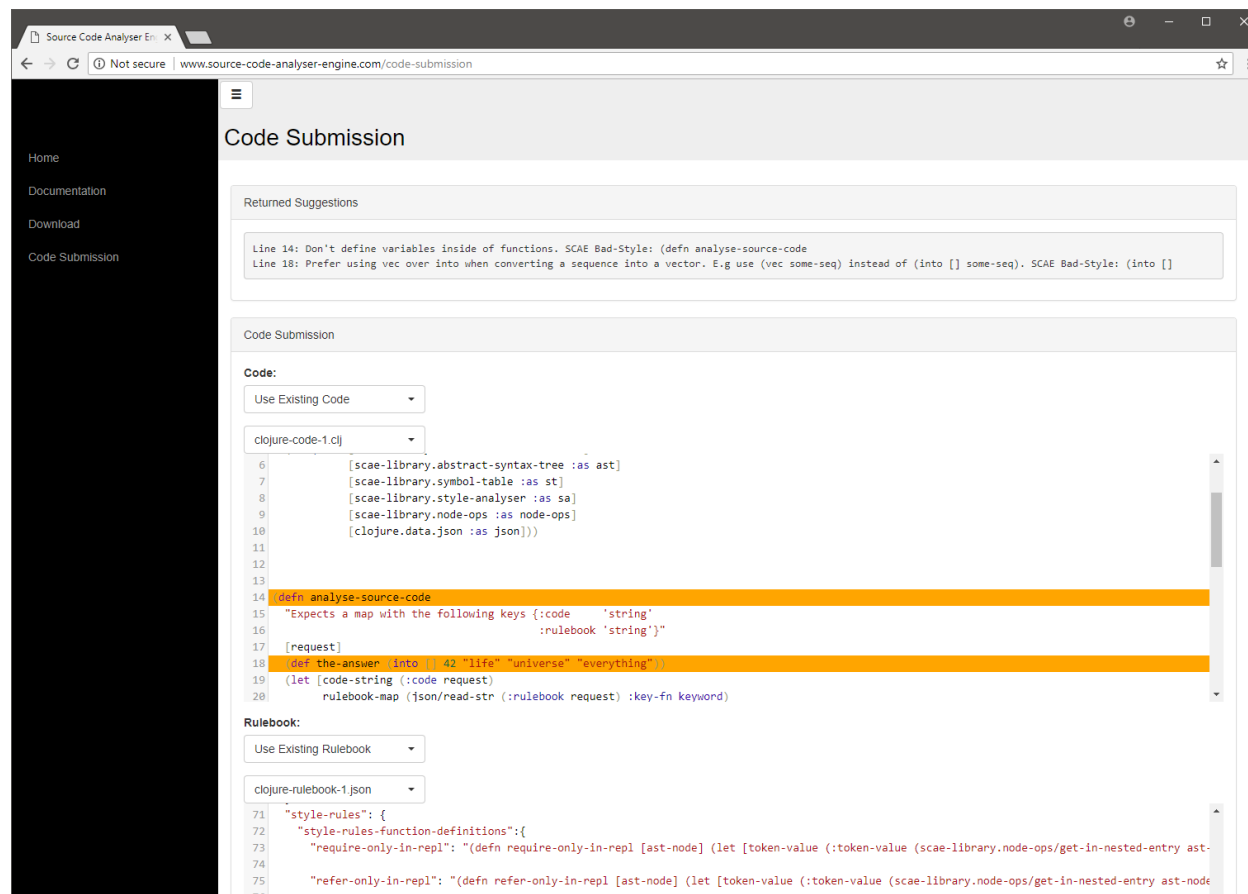 Source Code Analyser En
Not secure | www.source-code-analyser-engine.com/code-submission
Code Submission
Home
Documentation
Download
Code Submission
Returned Suggestions
Line 14: Don't define variables inside of functions. SCAE Bad-Style: (defn analyse-source-code
Line 18: Prefer using vec over into when converting a sequence into a vector. E.g use (vec some-seq) instead of (into [] some-seq). SCAE Bad-Style: (into []
Code Submission
Code:
Use Existing Code
clojure-code-1.clj
6 [scae-library.abstract-syntax-tree :as ast]
7 [scae-library.symbol-table :as st]
8 [scae-library.style-analyser :as sa]
9 [scae-library.node-ops :as node-ops]
10 [clojure.data.json :as json]))
11
12
13
14 (defn analyse-source-code
15 "Expects a map with the following keys {:code 'string'
16 :rulebook 'string'}"
17 [request]
18 (def the-answer (into [] 42 "life" "universe" "everything"))
19 (let [code-string (:code request)
20 rulebook-map (json/read-str (:rulebook request) :key-fn keyword)
Rulebook:
Use Existing Rulebook
clojure-rulebook-1.json
71 "style-rules": {
72 "style-rules-function-definitions":{
73 "require-only-in-repl": "(defn require-only-in-repl [ast-node] (let [token-value (:token-value (scae-library.node-ops/get-in-nested-entry ast-
74
75 "refer-only-in-repl": "(defn refer-only-in-repl [ast-node] (let [token-value (:token-value (scae-library.node-ops/get-in-nested-entry ast-node